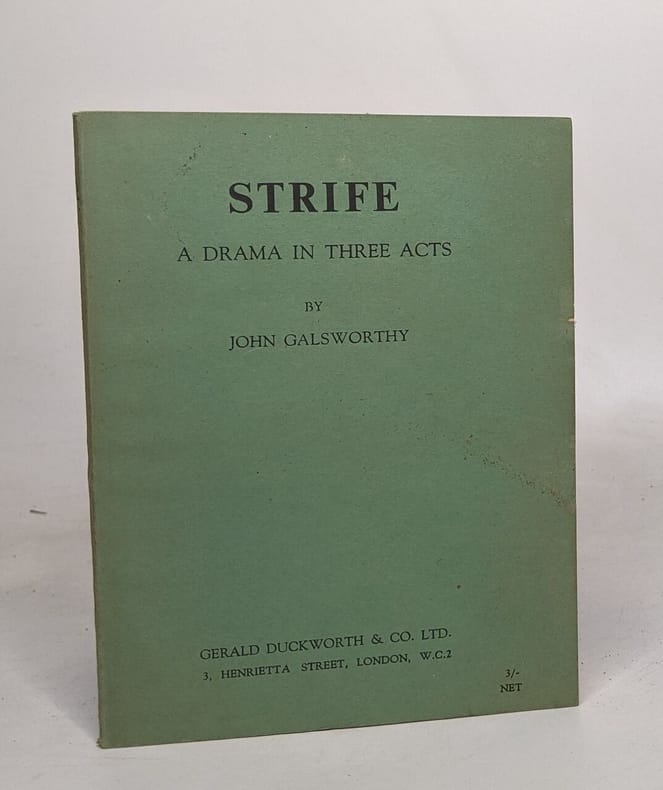 STRIFE
A DRAMA IN THREE ACTS
BY
JOHN GALSWORTHY
GERALD DUCKWORTH & CO. LTD.
3, HENRIETTA STREET, LONDON, W.C.2
3/-
NET